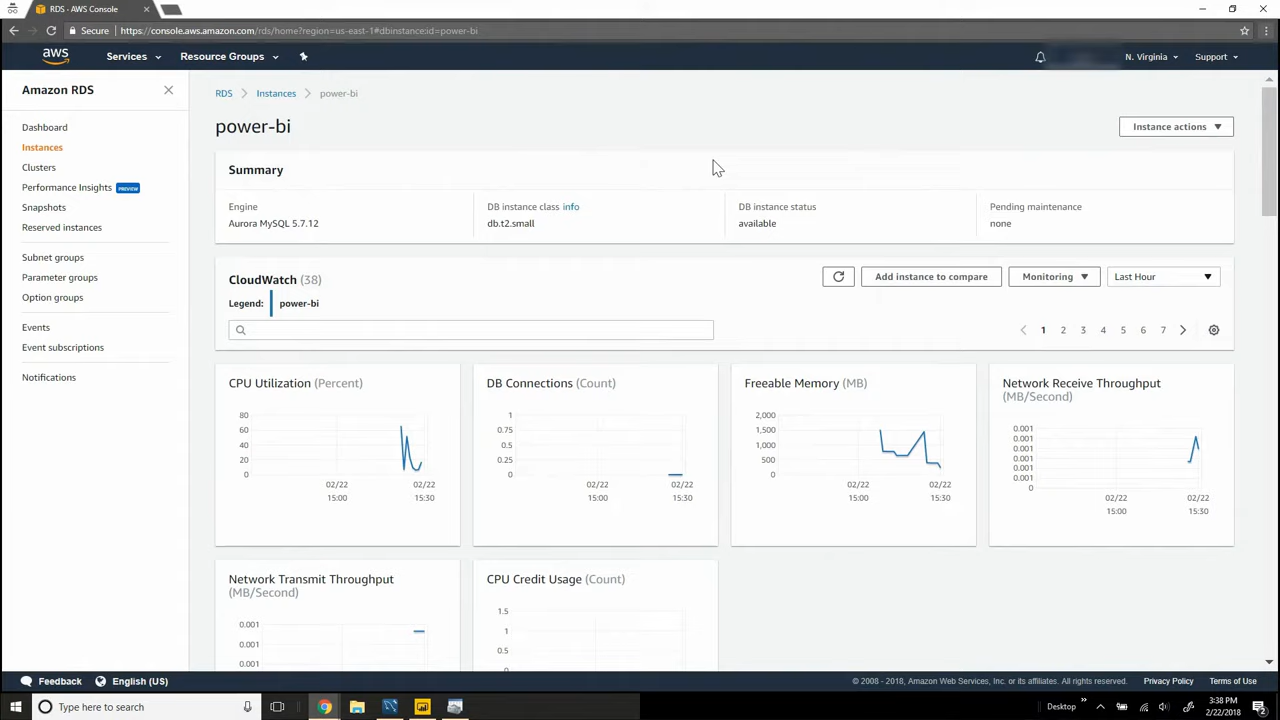 RDS - AWS Console
Secure https://console.aws.amazon.com/rds/home?region=us-east-1#dbinstance:id=power-bi
aws Services Resource Groups N. Virginia Support
Amazon RDS
Dashboard
Instances
Clusters
Performance Insights PREVIEW
Snapshots
Reserved instances
Subnet groups
Parameter groups
Option groups
Events
Event subscriptions
Notifications
RDS Instances power-bi
power-bi
Instance actions
Summary
Engine
Aurora MySQL 5.7.12
DB instance class info
db.t2.small
DB instance status
available
Pending maintenance
none
CloudWatch (38)
Add instance to compare Monitoring Last Hour
Legend: power-bi
1 2 3 4 5 6 7
CPU Utilization (Percent)
80
60
40
20
0
02/22 02/22
15:00 15:30
DB Connections (Count)
1
0.75
0.5
0.25
0
02/22 02/22
15:00 15:30
Freeable Memory (MB)
2,000
1,500
1,000
500
0
02/22 02/22
15:00 15:30
Network Receive Throughput
(MB/Second)
0.001
0.001
0.001
0.001
0.001
0.001
0
02/22 02/22
15:00 15:30
Network Transmit Throughput
(MB/Second)
0.001
0.001
0.001
CPU Credit Usage (Count)
1.5
1
0.5
Feedback English (US)
© 2008 - 2018, Amazon Web Services, Inc. or its affiliates. All rights reserved. Privacy Policy Terms of Use
Type here to search
Desktop
3:38 PM
2/22/2018
2